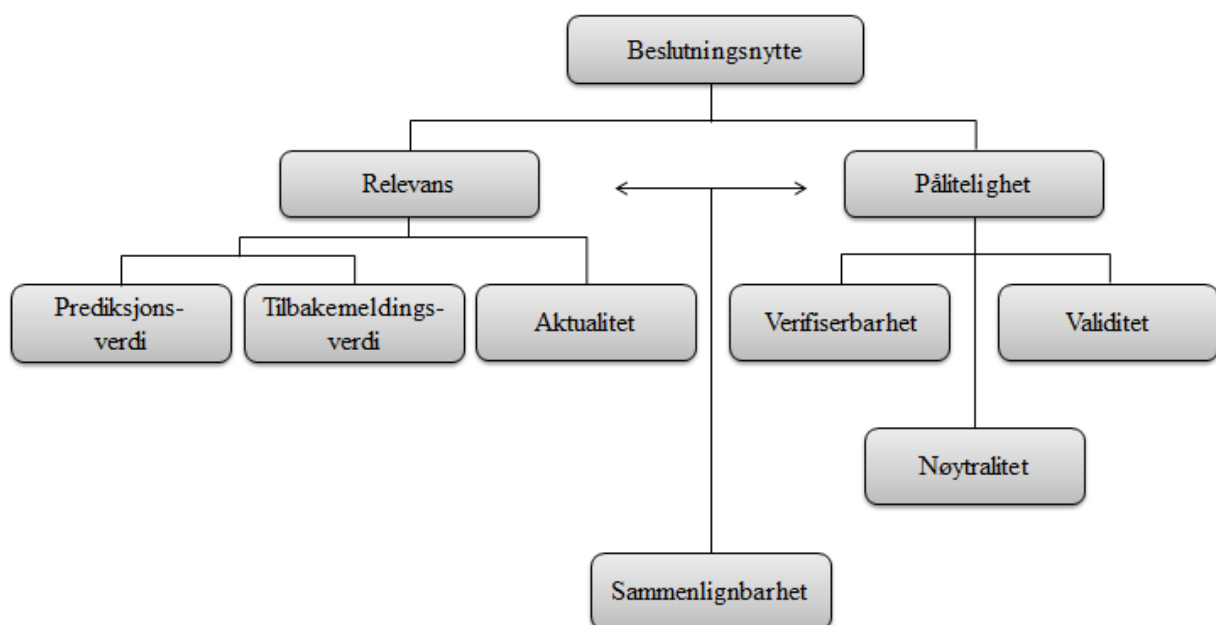 Beslutningsnytte
Relevans
Pålitelighet
Prediksjons-
verdi
Tilbakemeldings-
verdi
Aktualitet
Verifiserbarhet
Validitet
Nøytralitet
Sammenlignbarhet